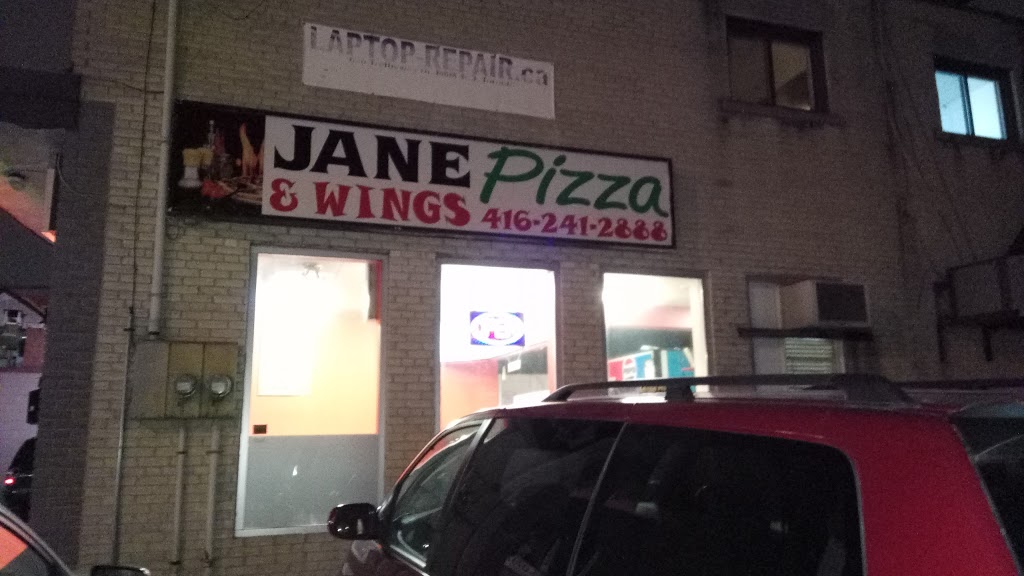 LAPTOP-REPAIR.ca
JANE Pizza
& WINGS 416-241-2888